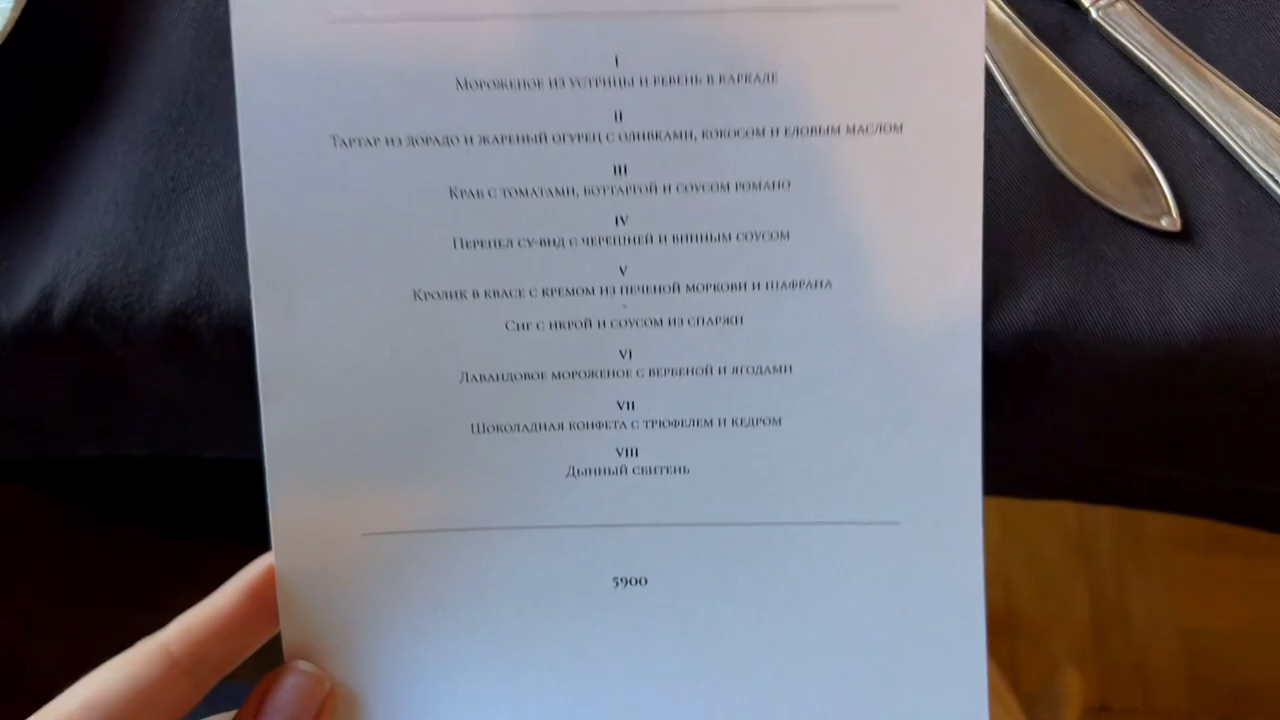 I
Мороженое из устрицы и ревень в каркаде
II
Тартар из дорадо и жареный огурец с оливками, кокосом и еловым маслом
III
Краб с томатами, боттаргой и соусом романо
IV
Перепел су-вид с черешней и винным соусом
V
Кролик в квасе с кремом из печеной моркови и шафрана
-
Сиг с икрой и соусом из спаржи
VI
Лавандовое мороженое с вербеной и ягодами
VII
Шоколадная конфета с трюфелем и кедром
VIII
Дынный сбитень
5900